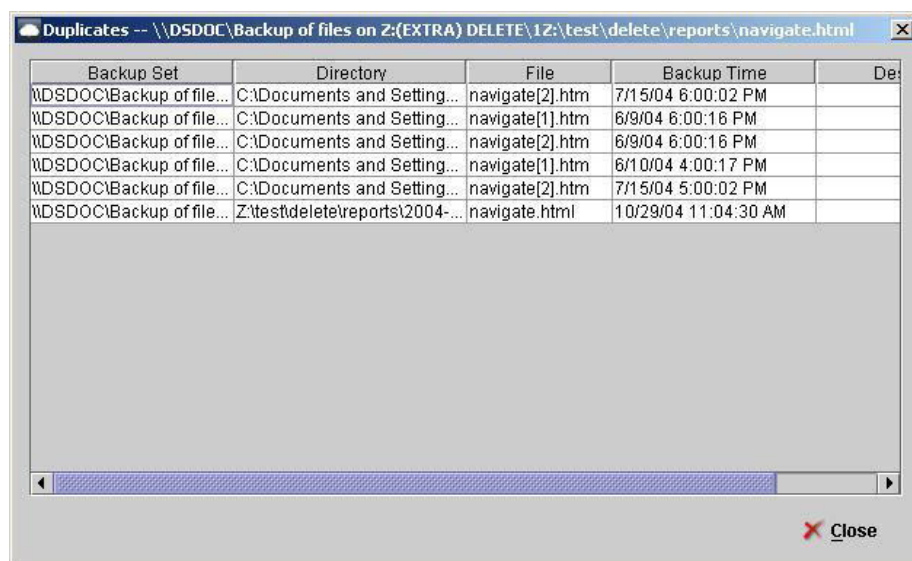 Duplicates -- \\DSDOC\Backup of files on Z:(EXTRA) DELETE\1Z:\test\delete\reports\navigate.html
Backup Set Directory File Backup Time Des
\\DSDOC\Backup of file... C:\Documents and Setting... navigate[2].htm 7/15/04 6:00:02 PM
\\DSDOC\Backup of file... C:\Documents and Setting... navigate[1].htm 6/9/04 6:00:16 PM
\\DSDOC\Backup of file... C:\Documents and Setting... navigate[2].htm 6/9/04 6:00:16 PM
\\DSDOC\Backup of file... C:\Documents and Setting... navigate[1].htm 6/10/04 4:00:17 PM
\\DSDOC\Backup of file... C:\Documents and Setting... navigate[2].htm 7/15/04 5:00:02 PM
\\DSDOC\Backup of file... Z:\test\delete\reports\2004-... navigate.html 10/29/04 11:04:30 AM
Close